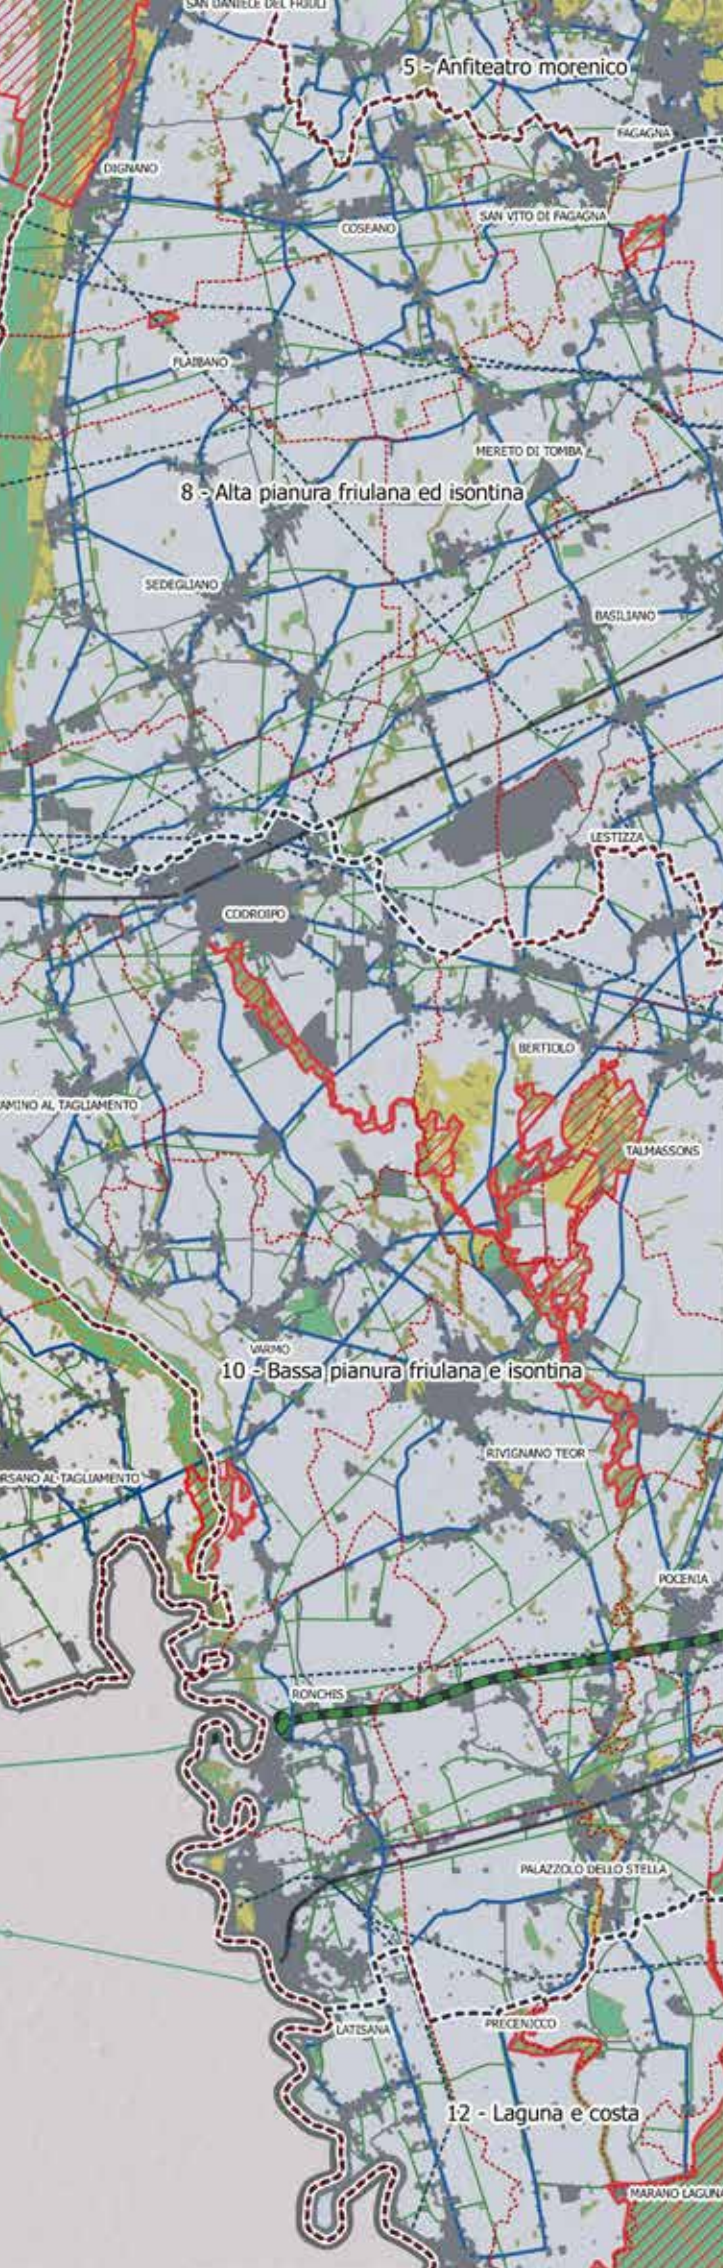 SAN DANIELE DEL FRIULI
5 - Anfiteatro morenico
FAGAGNA
DIGNANO
COSEANO
SAN VITO DI FAGAGNA
FLAIBANO
MERETO DI TOMBA
8 - Alta pianura friulana ed isontina
SEDEGLIANO
BASILIANO
LESTIZZA
CODROIPO
BERTIOLO
AMINO AL TAGLIAMENTO
TALMASSONS
VARMO
10 - Bassa pianura friulana e isontina
RIVIGNANO TEOR
ORSANO AL TAGLIAMENTO
POCENIA
RONCHIS
PALAZZOLO DELLO STELLA
LATISANA
PRECENICCO
12 - Laguna e costa
MARANO LAGUNA